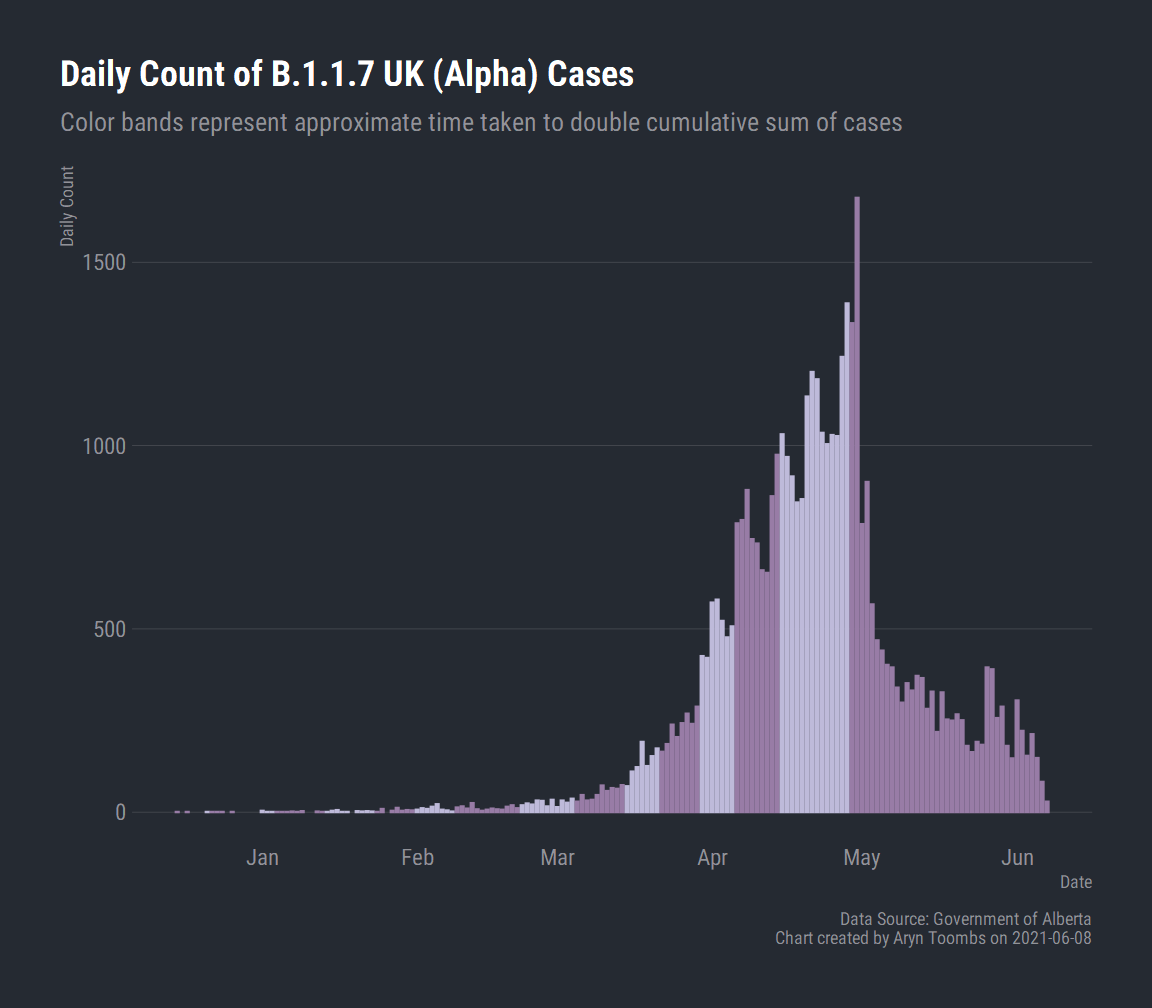 Daily Count of B.1.1.7 UK (Alpha) Cases
Color bands represent approximate time taken to double cumulative sum of cases
Daily Count
1500
1000
500
0
Jan Feb Mar Apr May Jun
Date
Data Source: Government of Alberta
Chart created by Aryn Toombs on 2021-06-08